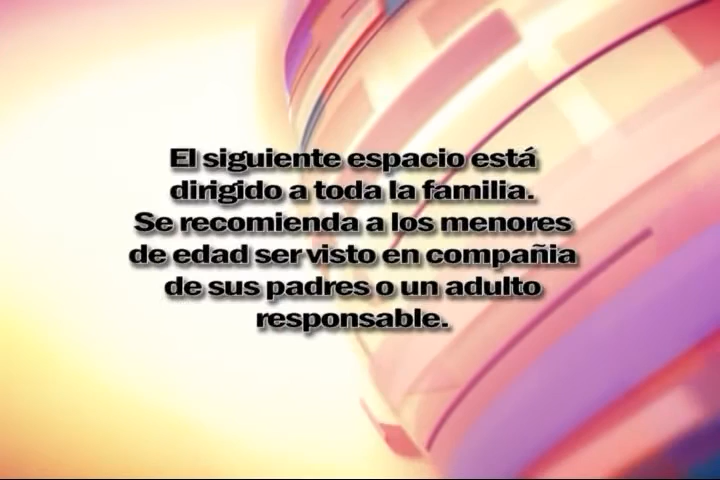 El siguiente espacio está
dirigido a toda la familia.
Se recomienda a los menores
de edad ser visto en compañia
de sus padres o un adulto
responsable.